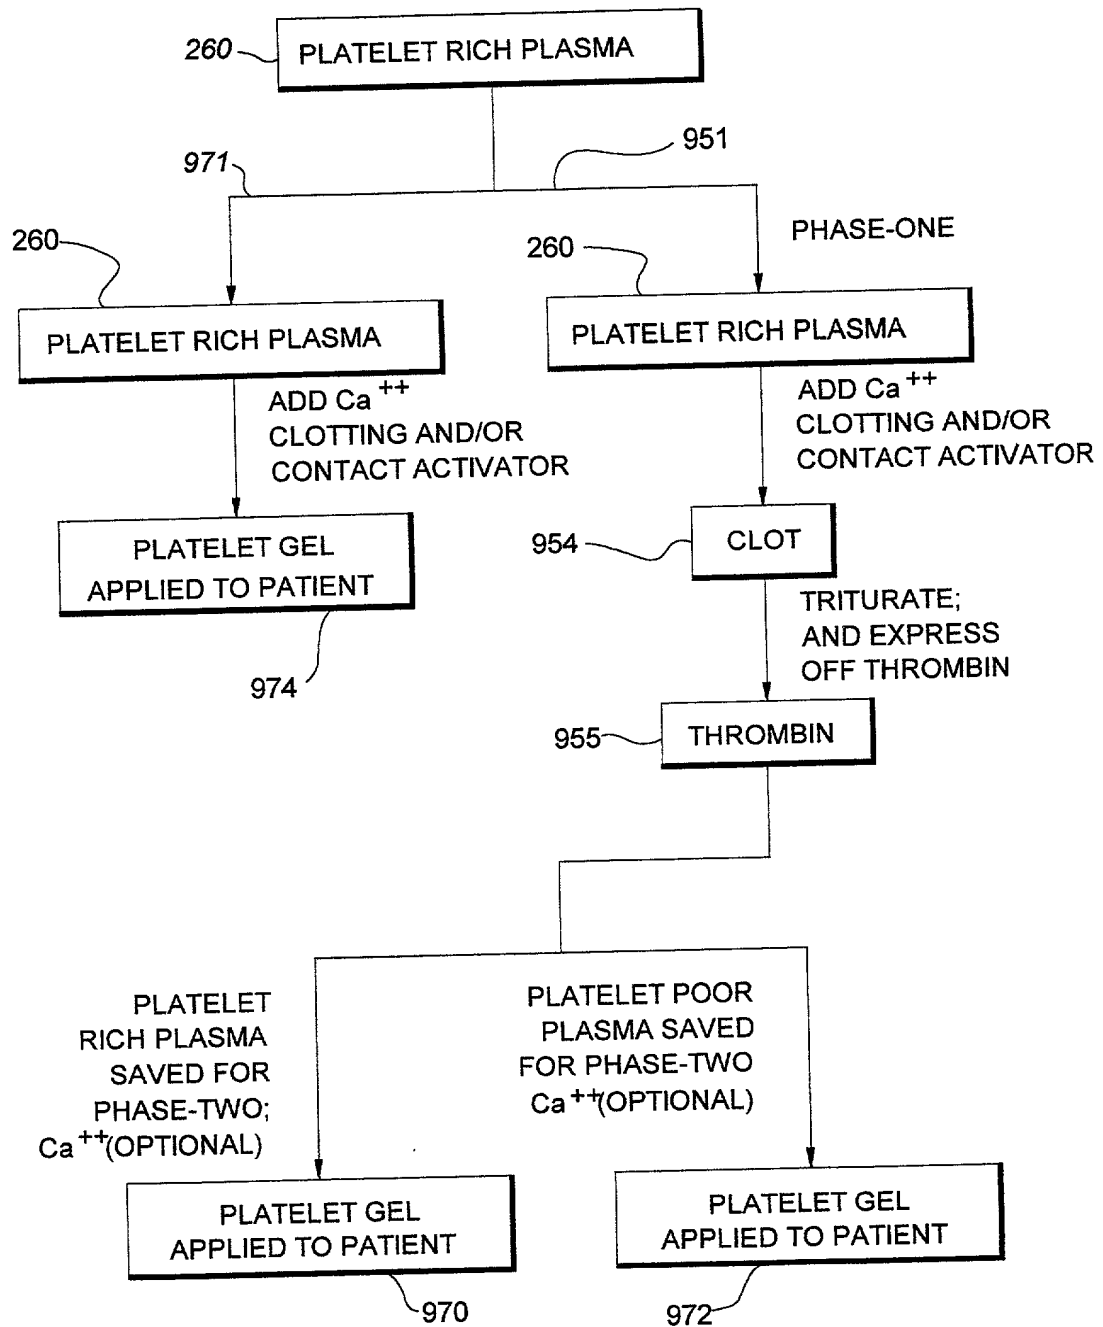 260
PLATELET RICH PLASMA
971
951
PHASE-ONE
260
PLATELET RICH PLASMA
260
PLATELET RICH PLASMA
ADD Ca++
CLOTTING AND/OR
CONTACT ACTIVATOR
ADD Ca++
CLOTTING AND/OR
CONTACT ACTIVATOR
PLATELET GEL
APPLIED TO PATIENT
974
954
CLOT
TRITURATE;
AND EXPRESS
OFF THROMBIN
955
THROMBIN
PLATELET
RICH PLASMA
SAVED FOR
PHASE-TWO;
Ca++(OPTIONAL)
PLATELET POOR
PLASMA SAVED
FOR PHASE-TWO
Ca++(OPTIONAL)
PLATELET GEL
APPLIED TO PATIENT
970
PLATELET GEL
APPLIED TO PATIENT
972